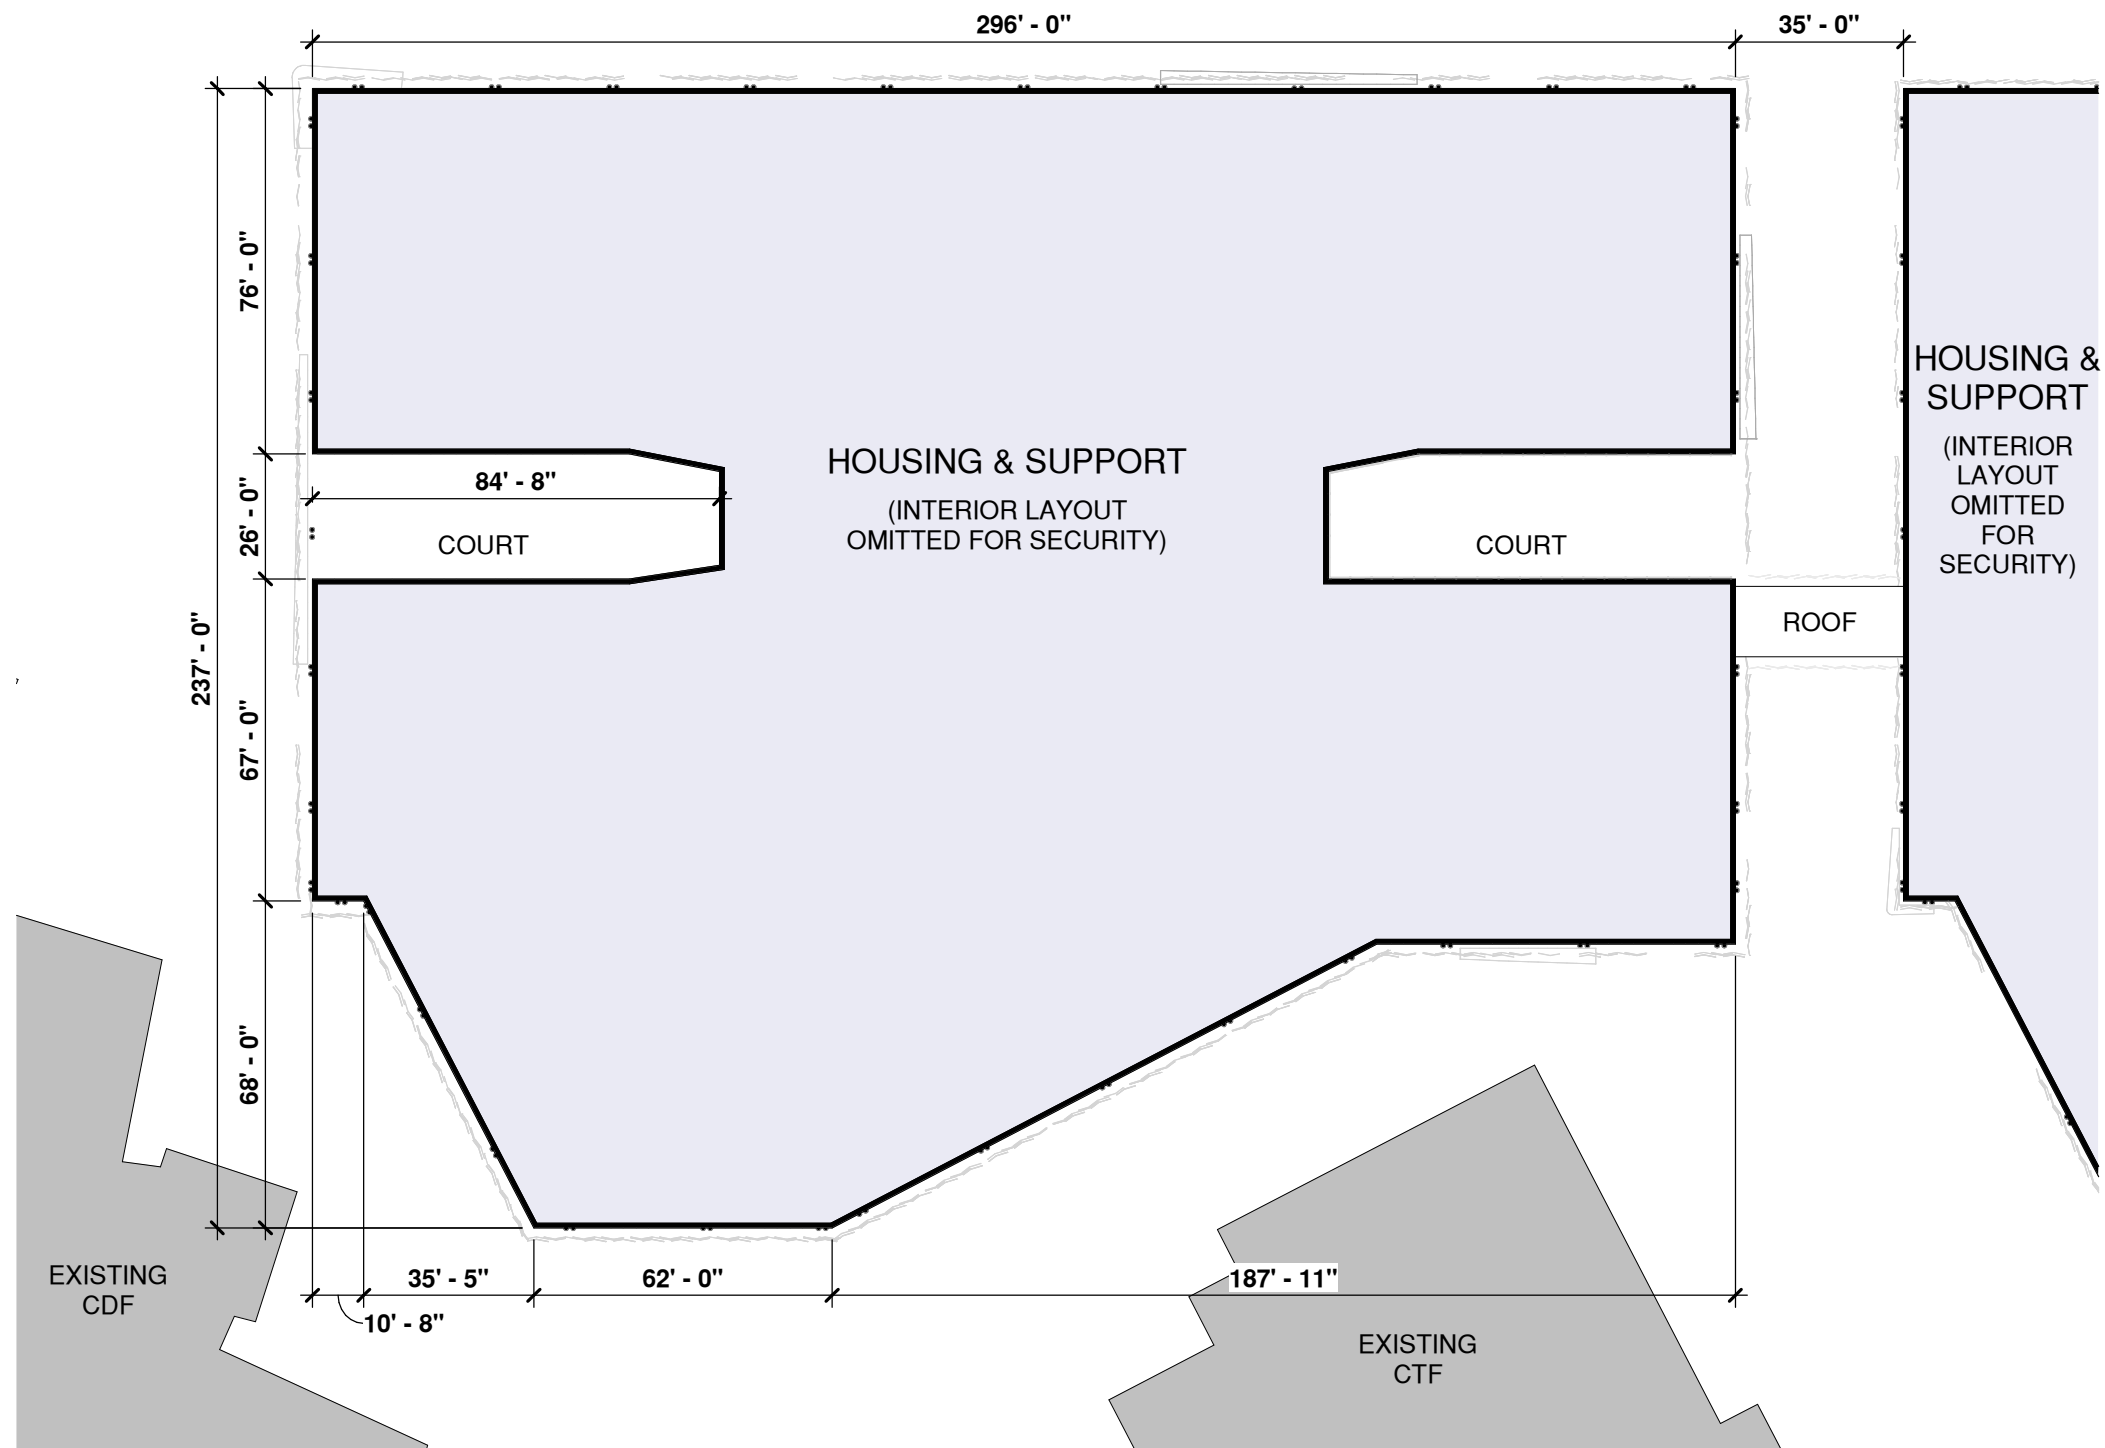 296' - 0"
35' - 0"
76' - 0"
26' - 0"
67' - 0"
68' - 0"
237' - 0"
84' - 8"
COURT
HOUSING & SUPPORT
(INTERIOR LAYOUT
OMITTED FOR SECURITY)
COURT
HOUSING &
SUPPORT
(INTERIOR
LAYOUT
OMITTED
FOR
SECURITY)
ROOF
EXISTING
CDF
35' - 5"
62' - 0"
187' - 11"
10' - 8"
EXISTING
CTF